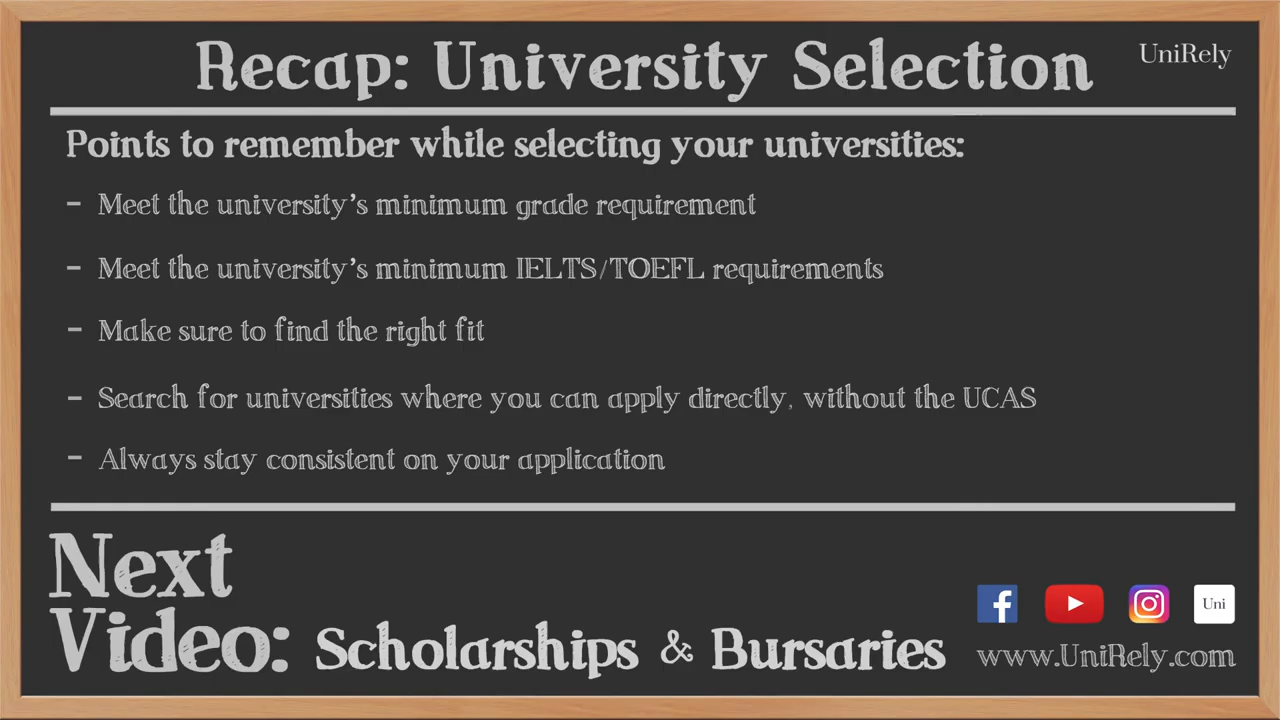 Recap: University Selection
UniRely
Points to remember while selecting your universities:
- Meet the university's minimum grade requirement
- Meet the university's minimum IELTS/TOEFL requirements
- Make sure to find the right fit
- Search for universities where you can apply directly, without the UCAS
- Always stay consistent on your application
Next
Video: Scholarships & Bursaries
Uni
www.UniRely.com